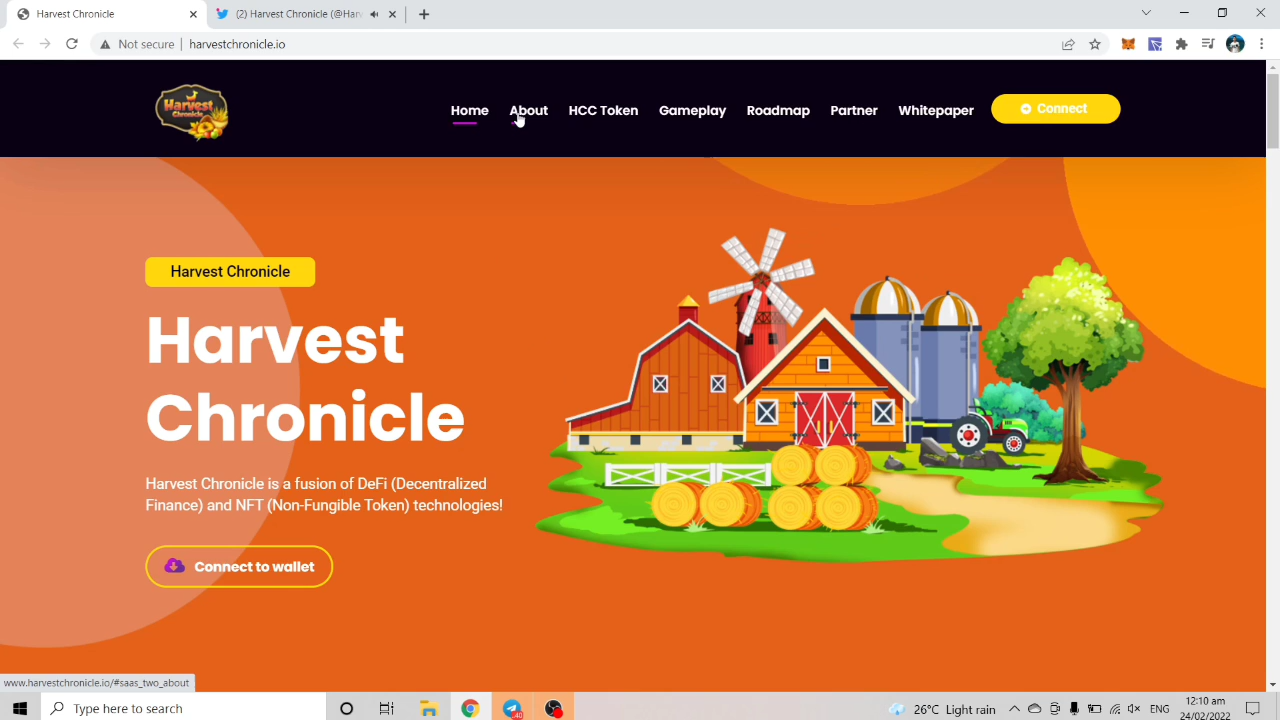 Harvest Chronicle
(2) Harvest Chronicle (@Har
Not secure
harvestchronicle.io
Harvest
Chronicle
Home
About
HCC Token
Gameplay
Roadmap
Partner
Whitepaper
Connect
Harvest Chronicle
Harvest
Chronicle
Harvest Chronicle is a fusion of DeFi (Decentralized
Finance) and NFT (Non-Fungible Token) technologies!
Connect to wallet
www.harvestchronicle.io/#saas_two_about
Type here to search
26°C Light rain
ENG
12:10 am
24/02/2022